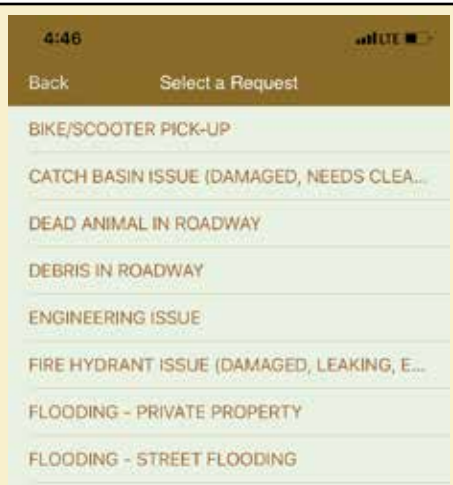 4:46 LTE
Back Select a Request
BIKE/SCOOTER PICK-UP
CATCH BASIN ISSUE (DAMAGED, NEEDS CLEA...
DEAD ANIMAL IN ROADWAY
DEBRIS IN ROADWAY
ENGINEERING ISSUE
FIRE HYDRANT ISSUE (DAMAGED, LEAKING, E...
FLOODING - PRIVATE PROPERTY
FLOODING - STREET FLOODING